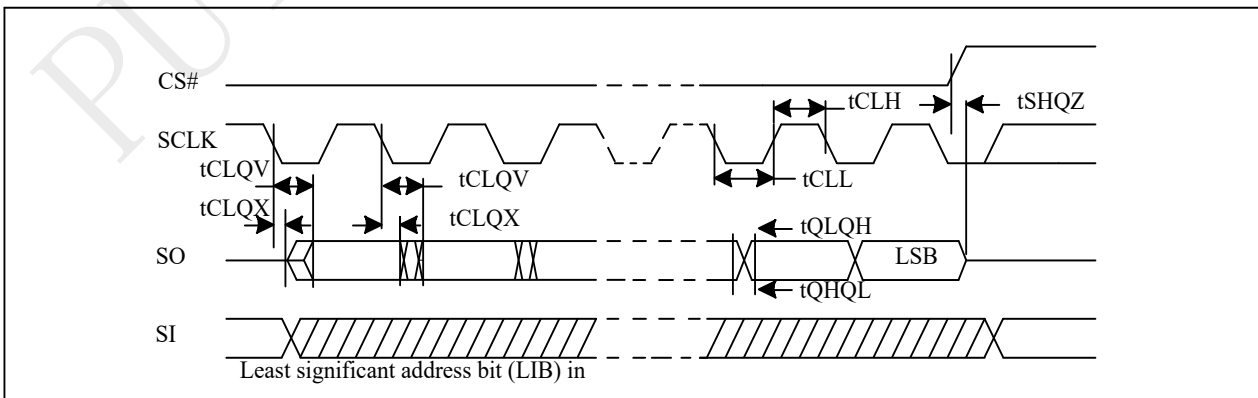 PU
CS#
tCLH
tSHQZ
SCLK
tCLQV
tCLQV
tCLL
tCLQX
tCLQX
tQLQH
SO
LSB
tQHQL
SI
Least significant address bit (LIB) in